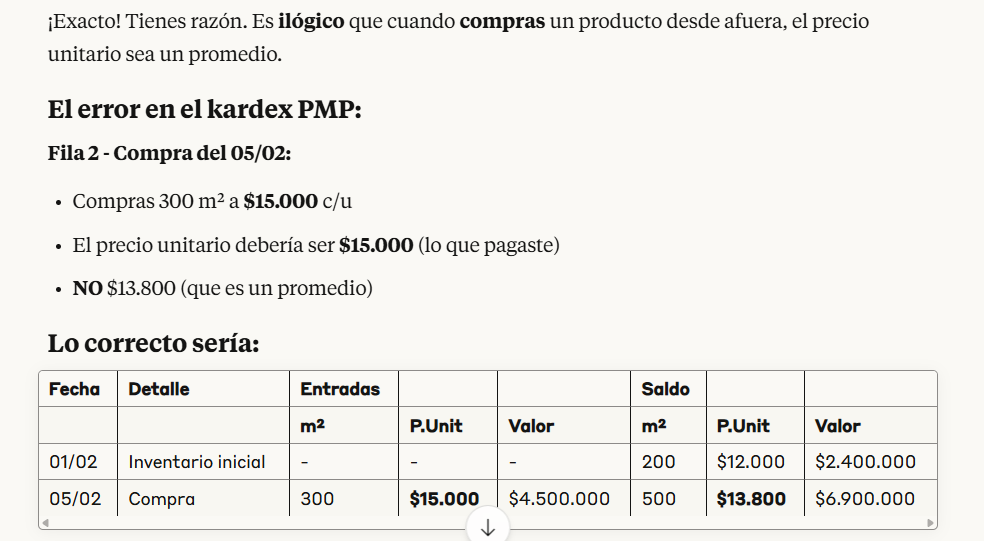 ¡Exacto! Tienes razón. Es ilógico que cuando compras un producto desde afuera, el precio
unitario sea un promedio.
El error en el kardex PMP:
Fila 2 - Compra del 05/02:
• Compras 300 m² a $15.000 c/u
• El precio unitario debería ser $15.000 (lo que pagaste)
• NO $13.800 (que es un promedio)
Lo correcto sería:
Fecha Detalle Entradas Saldo
m² P.Unit Valor m² P.Unit Valor
01/02 Inventario inicial - - - 200 $12.000 $2.400.000
05/02 Compra 300 $15.000 $4.500.000 500 $13.800 $6.900.000